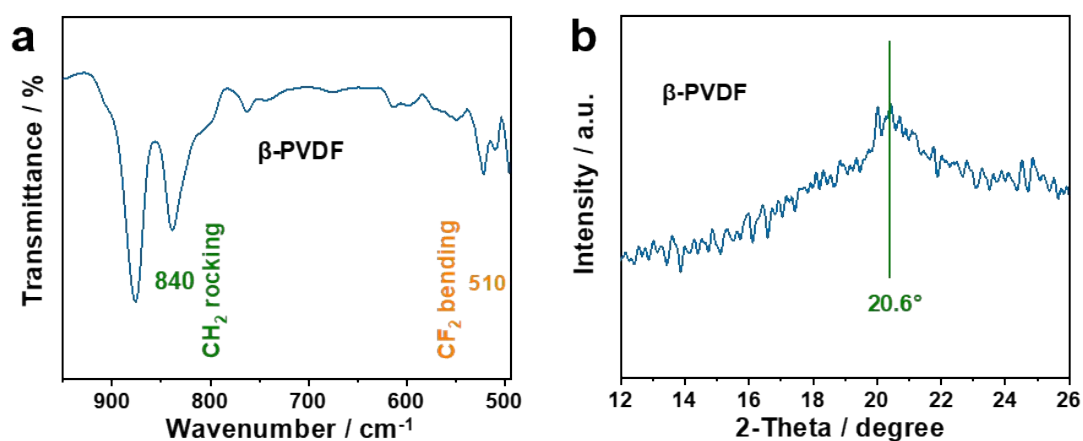 a
Transmittance / %
β-PVDF
840
CH₂ rocking
CF₂ bending
510
900
800
700
600
500
Wavenumber / cm⁻¹
b
Intensity / a.u.
β-PVDF
20.6°
12
14
16
18
20
22
24
26
2-Theta / degree